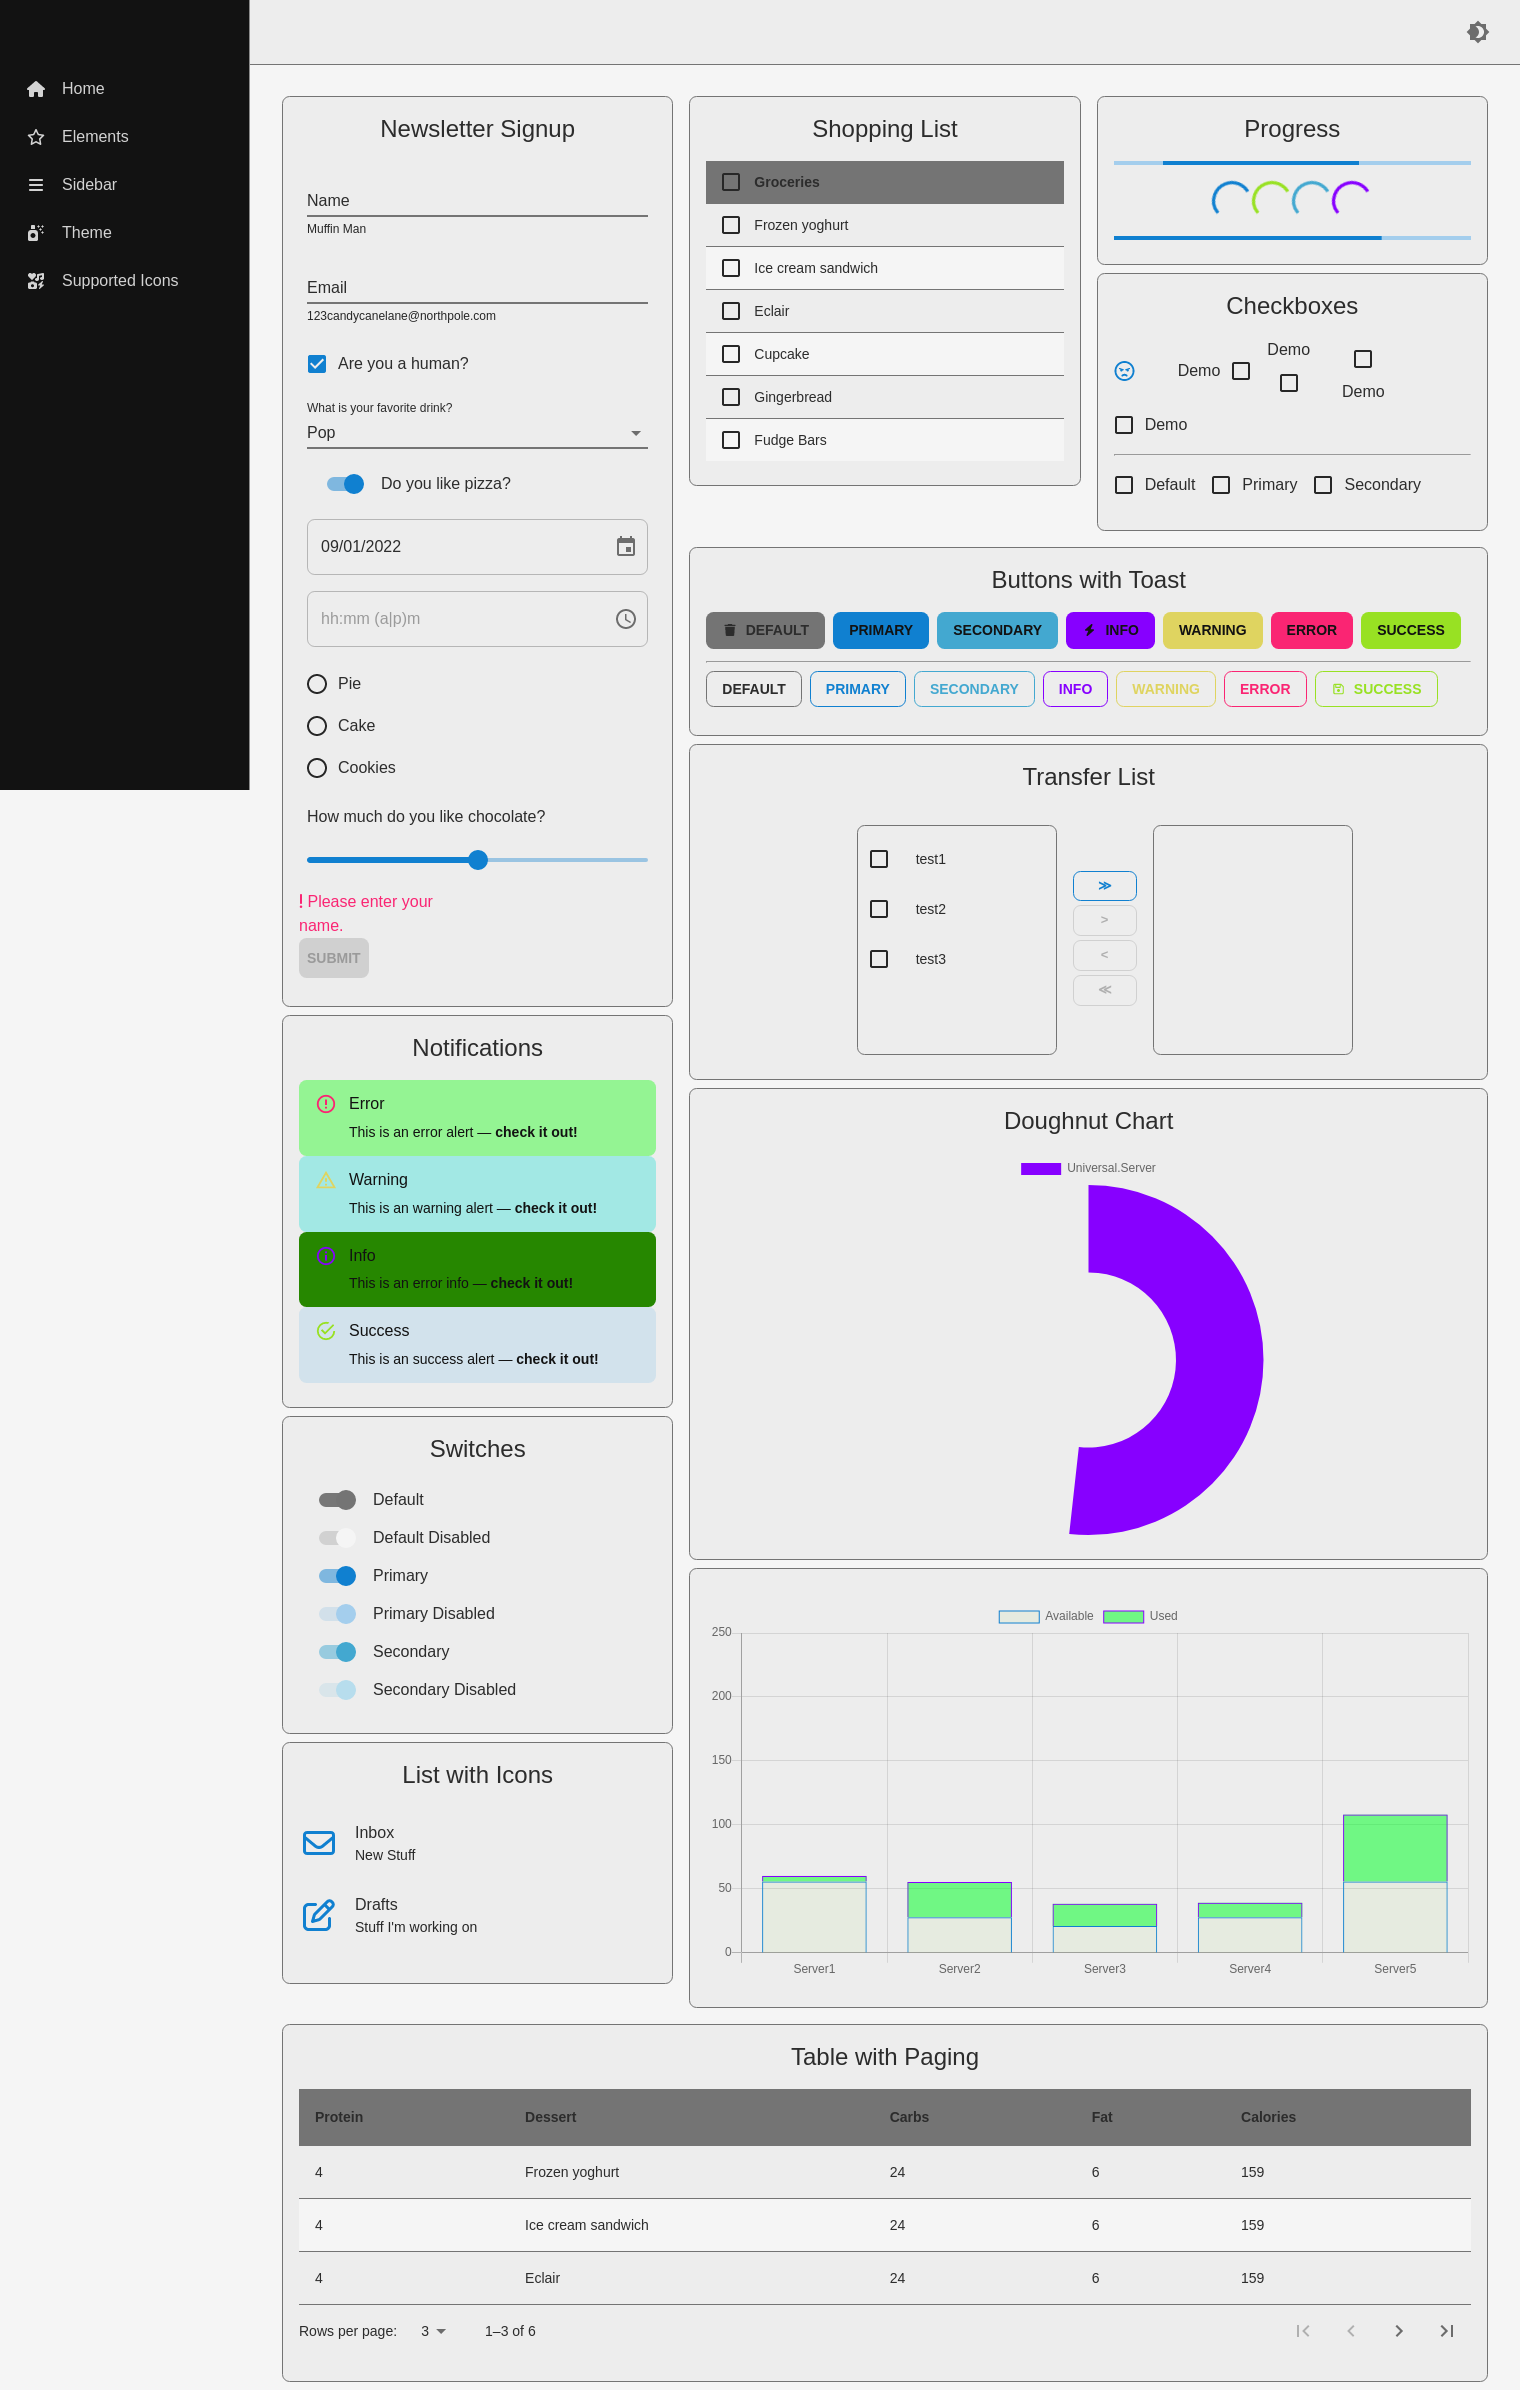 Home
Elements
Sidebar
Theme
Supported Icons
Newsletter Signup
Name
Muffin Man
Email
123candycanelane@northpole.com
Are you a human?
What is your favorite drink?
Pop
Do you like pizza?
09/01/2022
hh:mm (a|p)m
Pie
Cake
Cookies
How much do you like chocolate?
! Please enter your
name.
SUBMIT
Shopping List
Groceries
Frozen yoghurt
Ice cream sandwich
Eclair
Cupcake
Gingerbread
Fudge Bars
Progress
Checkboxes
Demo
Demo
Demo
Demo
Default Primary Secondary
Buttons with Toast
DEFAULT PRIMARY SECONDARY INFO WARNING ERROR SUCCESS
DEFAULT PRIMARY SECONDARY INFO WARNING ERROR SUCCESS
Transfer List
test1
test2
test3
≫
>
<
≪
Notifications
Error
This is an error alert — check it out!
Warning
This is an warning alert — check it out!
Info
This is an error info — check it out!
Success
This is an success alert — check it out!
Switches
Default
Default Disabled
Primary
Primary Disabled
Secondary
Secondary Disabled
List with Icons
Inbox
New Stuff
Drafts
Stuff I'm working on
Doughnut Chart
Universal.Server
Available Used
250
200
150
100
50
0
Server1 Server2 Server3 Server4 Server5
Table with Paging
Protein Dessert Carbs Fat Calories
4 Frozen yoghurt 24 6 159
4 Ice cream sandwich 24 6 159
4 Eclair 24 6 159
Rows per page: 3 1–3 of 6